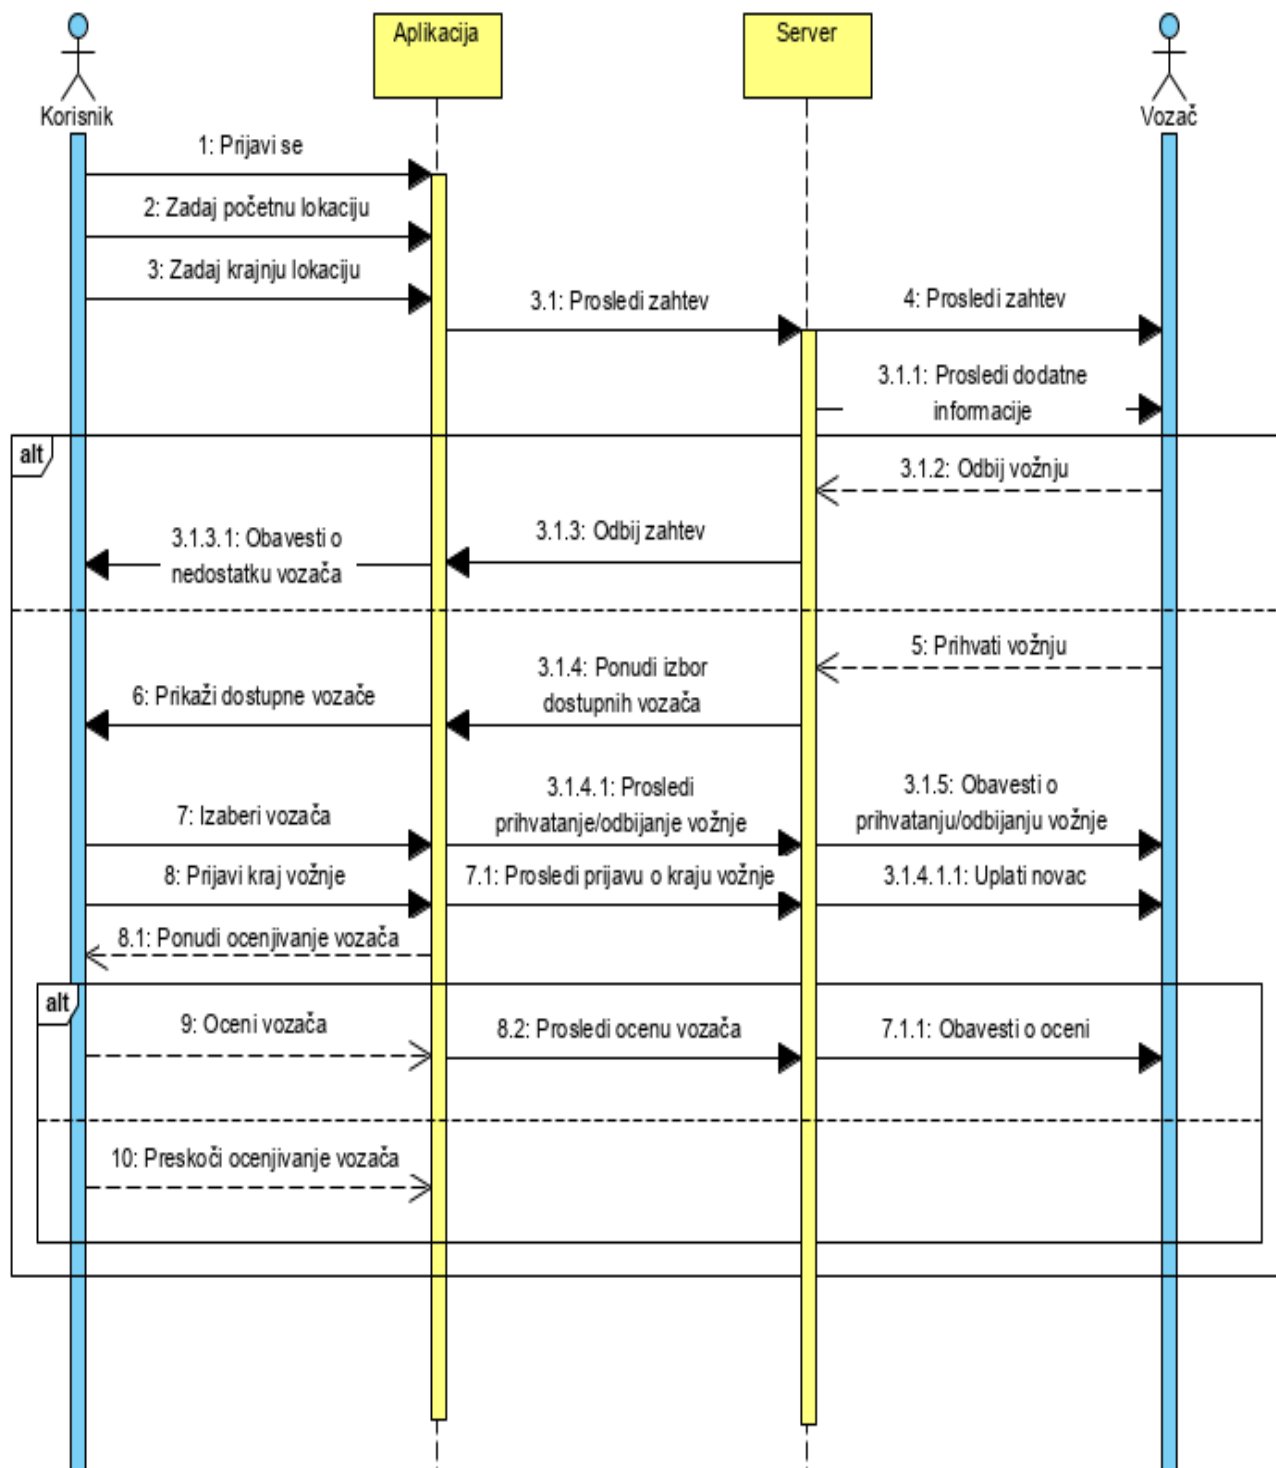 Aplikacija
Server
Korisnik
Vozač
1: Prijavi se
2: Zadaj početnu lokaciju
3: Zadaj krajnju lokaciju
3.1: Prosledi zahtev
4: Prosledi zahtev
3.1.1: Prosledi dodatne
informacije
alt
3.1.2: Odbij vožnju
3.1.3: Odbij zahtev
3.1.3.1: Obavesti o
nedostatku vozača
5: Prihvati vožnju
3.1.4: Ponudi izbor
dostupnih vozača
6: Prikaži dostupne vozače
7: Izaberi vozača
3.1.4.1: Prosledi
prihvatanje/odbijanje vožnje
3.1.5: Obavesti o
prihvatanju/odbijanju vožnje
8: Prijavi kraj vožnje
7.1: Prosledi prijavu o kraju vožnje
3.1.4.1.1: Uplati novac
8.1: Ponudi ocenjivanje vozača
alt
9: Oceni vozača
8.2: Prosledi ocenu vozača
7.1.1: Obavesti o oceni
10: Preskoči ocenjivanje vozača